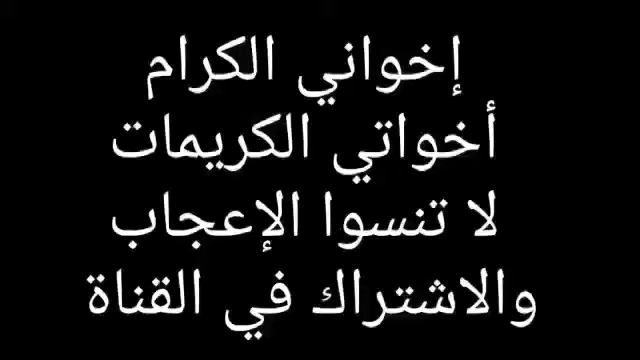 إخواني الكرام
أخواتي الكريمات
لا تنسوا الإعجاب
والاشتراك في القناة